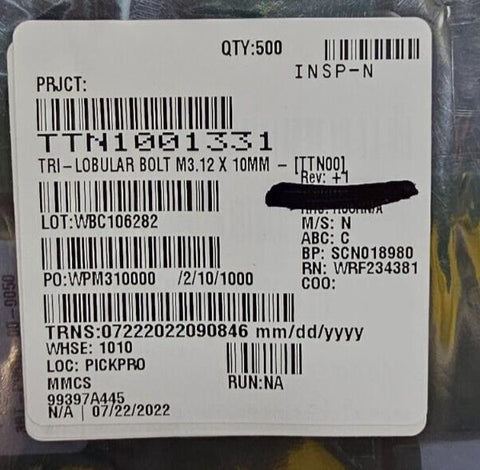 QTY:500
INSP-N
PRJCT:
TTN1001331
TRI-LOBULAR BOLT M3.12 X 10MM - [TTN00]
Rev: +1
LOT:WBC106282
M/S: N
ABC: C
BP: SCN018980
RN: WRF234381
COO:
PO:WPM310000 /2/10/1000
TRNS:07222022090846 mm/dd/yyyy
WHSE: 1010
LOC: PICKPRO
MMCS
RUN:NA
99397A445
N/A | 07/22/2022